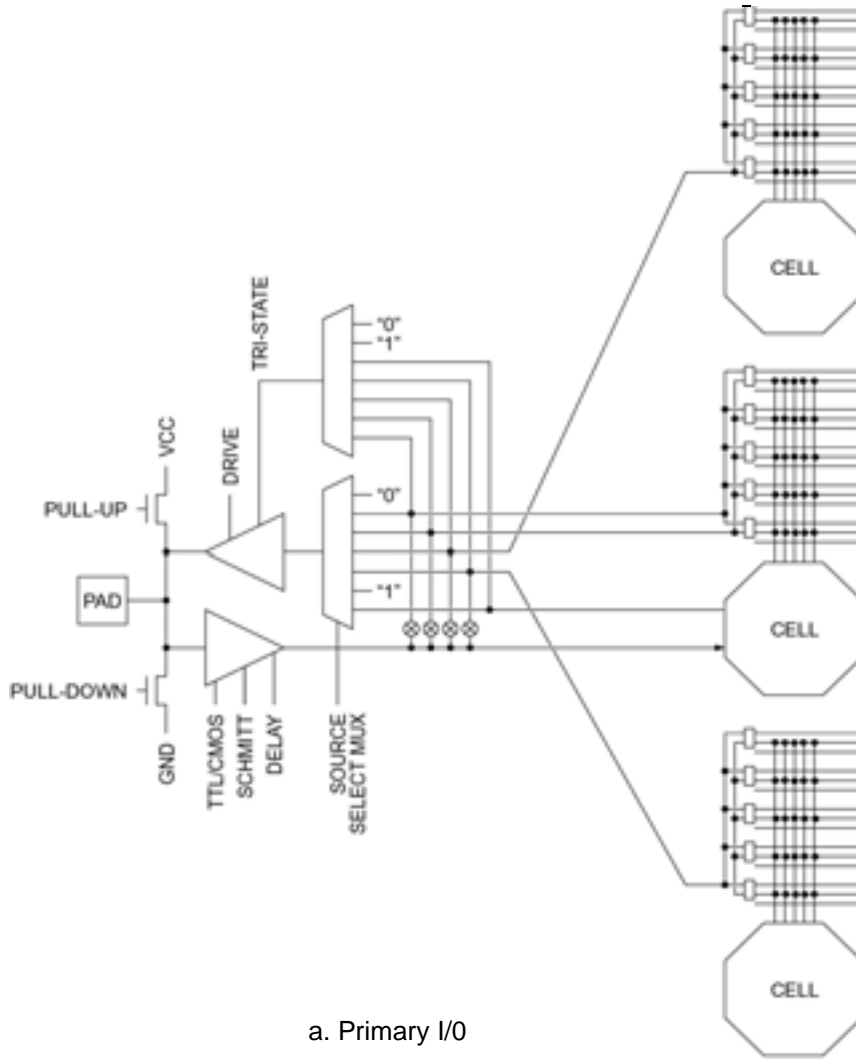 CELL
TRI-STATE
"0"
"1"
VCC
DRIVE
PULL-UP
"0"
PAD
"1"
CELL
PULL-DOWN
GND
TTL/CMOS
SCHMITT
DELAY
SOURCE
SELECT MUX
CELL
a. Primary I/0